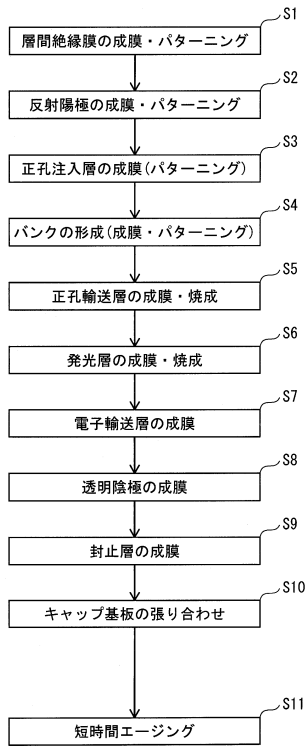 S1
層間絶縁膜の成膜・パターニング
S2
反射陽極の成膜・パターニング
S3
正孔注入層の成膜(パターニング)
S4
バンクの形成(成膜・パターニング)
S5
正孔輸送層の成膜・焼成
S6
発光層の成膜・焼成
S7
電子輸送層の成膜
S8
透明陰極の成膜
S9
封止層の成膜
S10
キャップ基板の張り合わせ
S11
短時間エージング